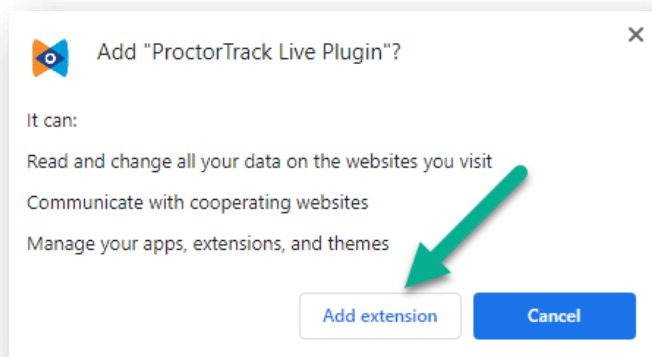 Add "ProctorTrack Live Plugin"?
It can:
Read and change all your data on the websites you visit
Communicate with cooperating websites
Manage your apps, extensions, and themes
Add extension
Cancel